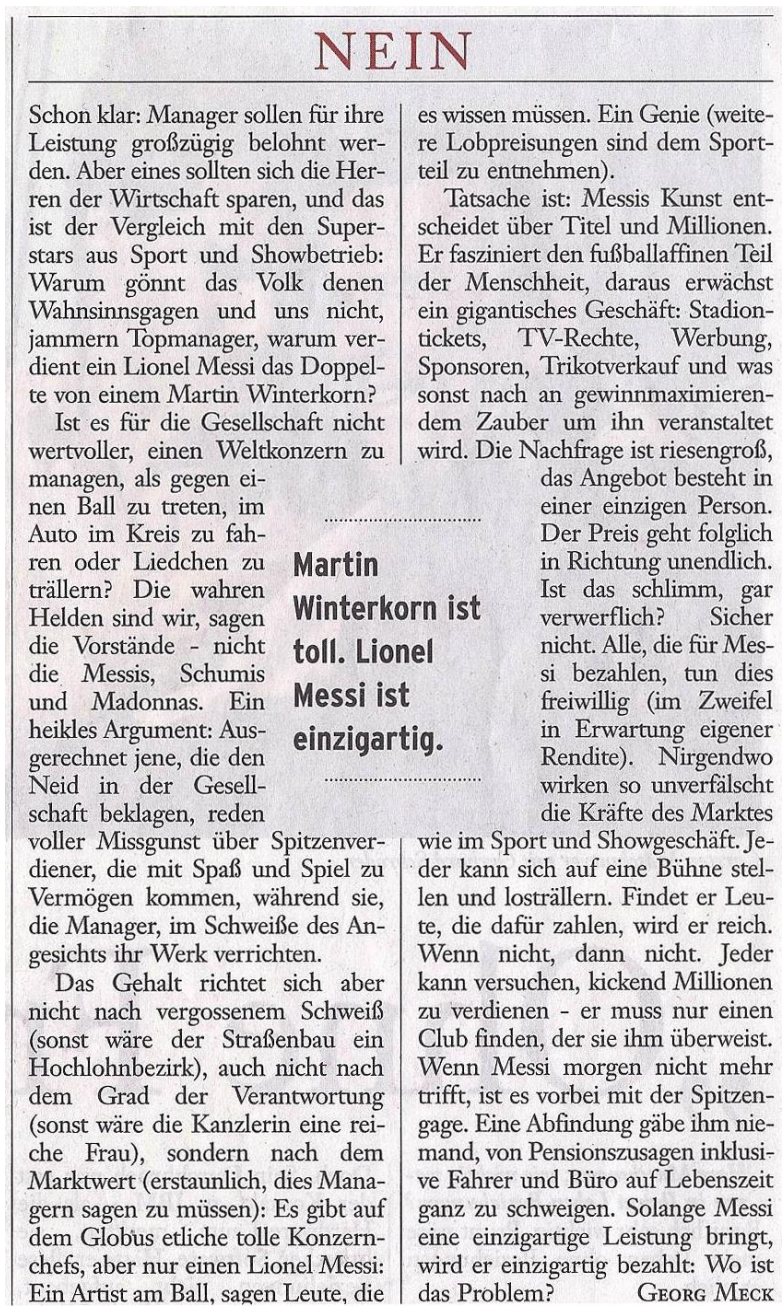 NEIN
Schon klar: Manager sollen für ihre
Leistung großzügig belohnt wer-
den. Aber eines sollten sich die Her-
ren der Wirtschaft sparen, und das
ist der Vergleich mit den Super-
stars aus Sport und Showbetrieb:
Warum gönnt das Volk denen
Wahnsinnsgagen und uns nicht,
jammern Topmanager, warum ver-
dient ein Lionel Messi das Doppel-
te von einem Martin Winterkorn?
Ist es für die Gesellschaft nicht
wertvoller, einen Weltkonzern zu
managen, als gegen ei-
nen Ball zu treten, im
Auto im Kreis zu fah-
ren oder Liedchen zu
trällern? Die wahren
Helden sind wir, sagen
die Vorstände - nicht
die Messis, Schumis
und Madonnas. Ein
heikles Argument: Aus-
gerechnet jene, die den
Neid in der Gesell-
schaft beklagen, reden
voller Missgunst über Spitzenver-
diener, die mit Spaß und Spiel zu
Vermögen kommen, während sie,
die Manager, im Schweiße des An-
gesichts ihr Werk verrichten.
Das Gehalt richtet sich aber
nicht nach vergossenem Schweiß
(sonst wäre der Straßenbau ein
Hochlohnbezirk), auch nicht nach
dem Grad der Verantwortung
(sonst wäre die Kanzlerin eine rei-
che Frau), sondern nach dem
Marktwert (erstaunlich, dies Mana-
gern sagen zu müssen): Es gibt auf
dem Globus etliche tolle Konzern-
chefs, aber nur einen Lionel Messi:
Ein Artist am Ball, sagen Leute, die
es wissen müssen. Ein Genie (weite-
re Lobpreisungen sind dem Sport-
teil zu entnehmen).
Tatsache ist: Messis Kunst ent-
scheidet über Titel und Millionen.
Er fasziniert den fußballaffinen Teil
der Menschheit, daraus erwächst
ein gigantisches Geschäft: Stadion-
tickets, TV-Rechte, Werbung,
Sponsoren, Trikotverkauf und was
sonst nach an gewinnmaximieren-
dem Zauber um ihn veranstaltet
wird. Die Nachfrage ist riesengroß,
das Angebot besteht in
einer einzigen Person.
Der Preis geht folglich
in Richtung unendlich.
Ist das schlimm, gar
verwerflich? Sicher
nicht. Alle, die für Mes-
si bezahlen, tun dies
freiwillig (im Zweifel
in Erwartung eigener
Rendite). Nirgendwo
wirken so unverfälscht
die Kräfte des Marktes
wie im Sport und Showgeschäft. Je-
der kann sich auf eine Bühne stel-
len und losträllern. Findet er Leu-
te, die dafür zahlen, wird er reich.
Wenn nicht, dann nicht. Jeder
kann versuchen, kickend Millionen
zu verdienen - er muss nur einen
Club finden, der sie ihm überweist.
Wenn Messi morgen nicht mehr
trifft, ist es vorbei mit der Spitzen-
gage. Eine Abfindung gäbe ihm nie-
mand, von Pensionszusagen inklusi-
ve Fahrer und Büro auf Lebenszeit
ganz zu schweigen. Solange Messi
eine einzigartige Leistung bringt,
wird er einzigartig bezahlt: Wo ist
das Problem? GEORG MECK
Martin
Winterkorn ist
toll. Lionel
Messi ist
einzigartig.